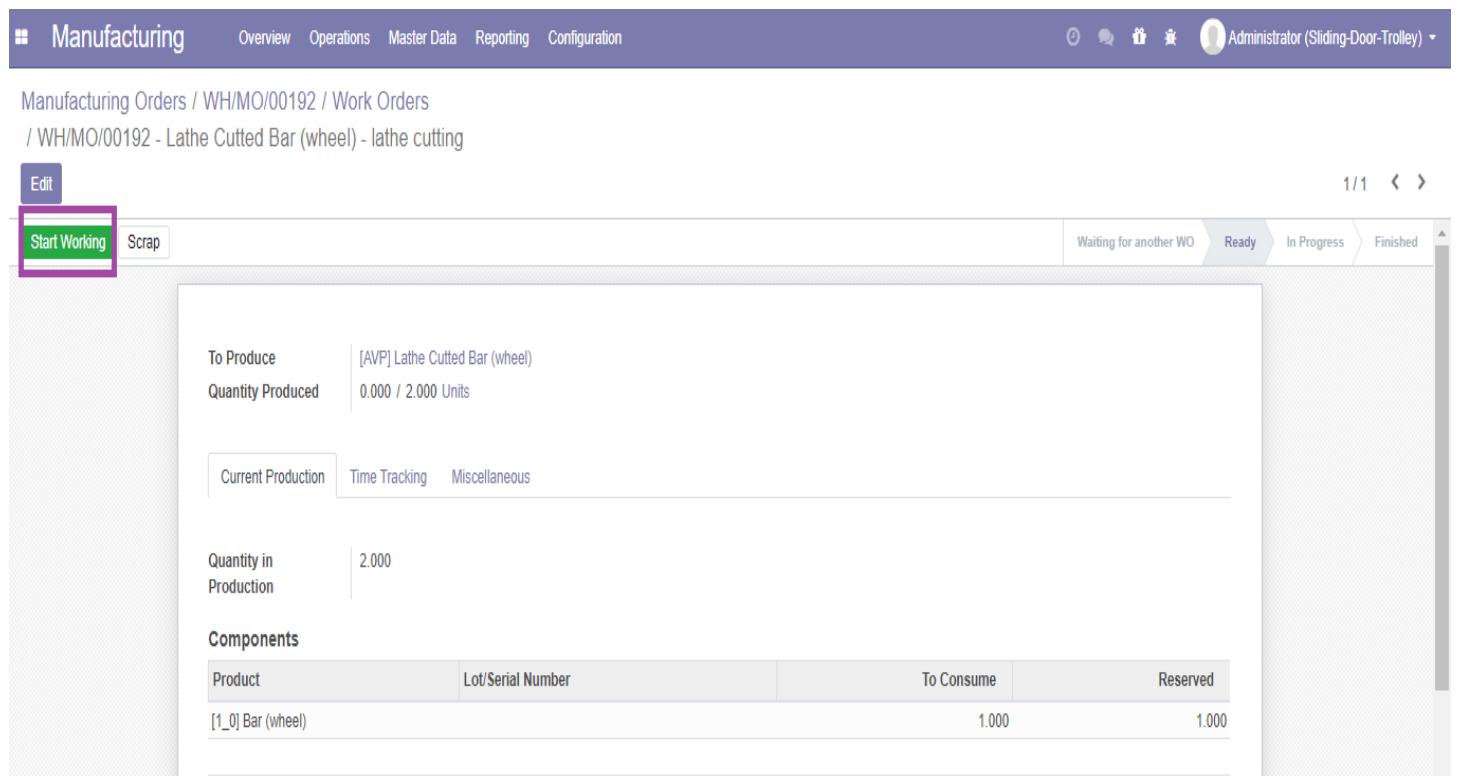 Manufacturing Overview Operations Master Data Reporting Configuration Administrator (Sliding-Door-Trolley)
Manufacturing Orders / WH/MO/00192 / Work Orders
/ WH/MO/00192 - Lathe Cutted Bar (wheel) - lathe cutting
Edit 1 / 1
Start Working Scrap Waiting for another WO Ready In Progress Finished
To Produce [AVP] Lathe Cutted Bar (wheel)
Quantity Produced 0.000 / 2.000 Units
Current Production Time Tracking Miscellaneous
Quantity in 2.000
Production
Components
Product Lot/Serial Number To Consume Reserved
[1_0] Bar (wheel) 1.000 1.000